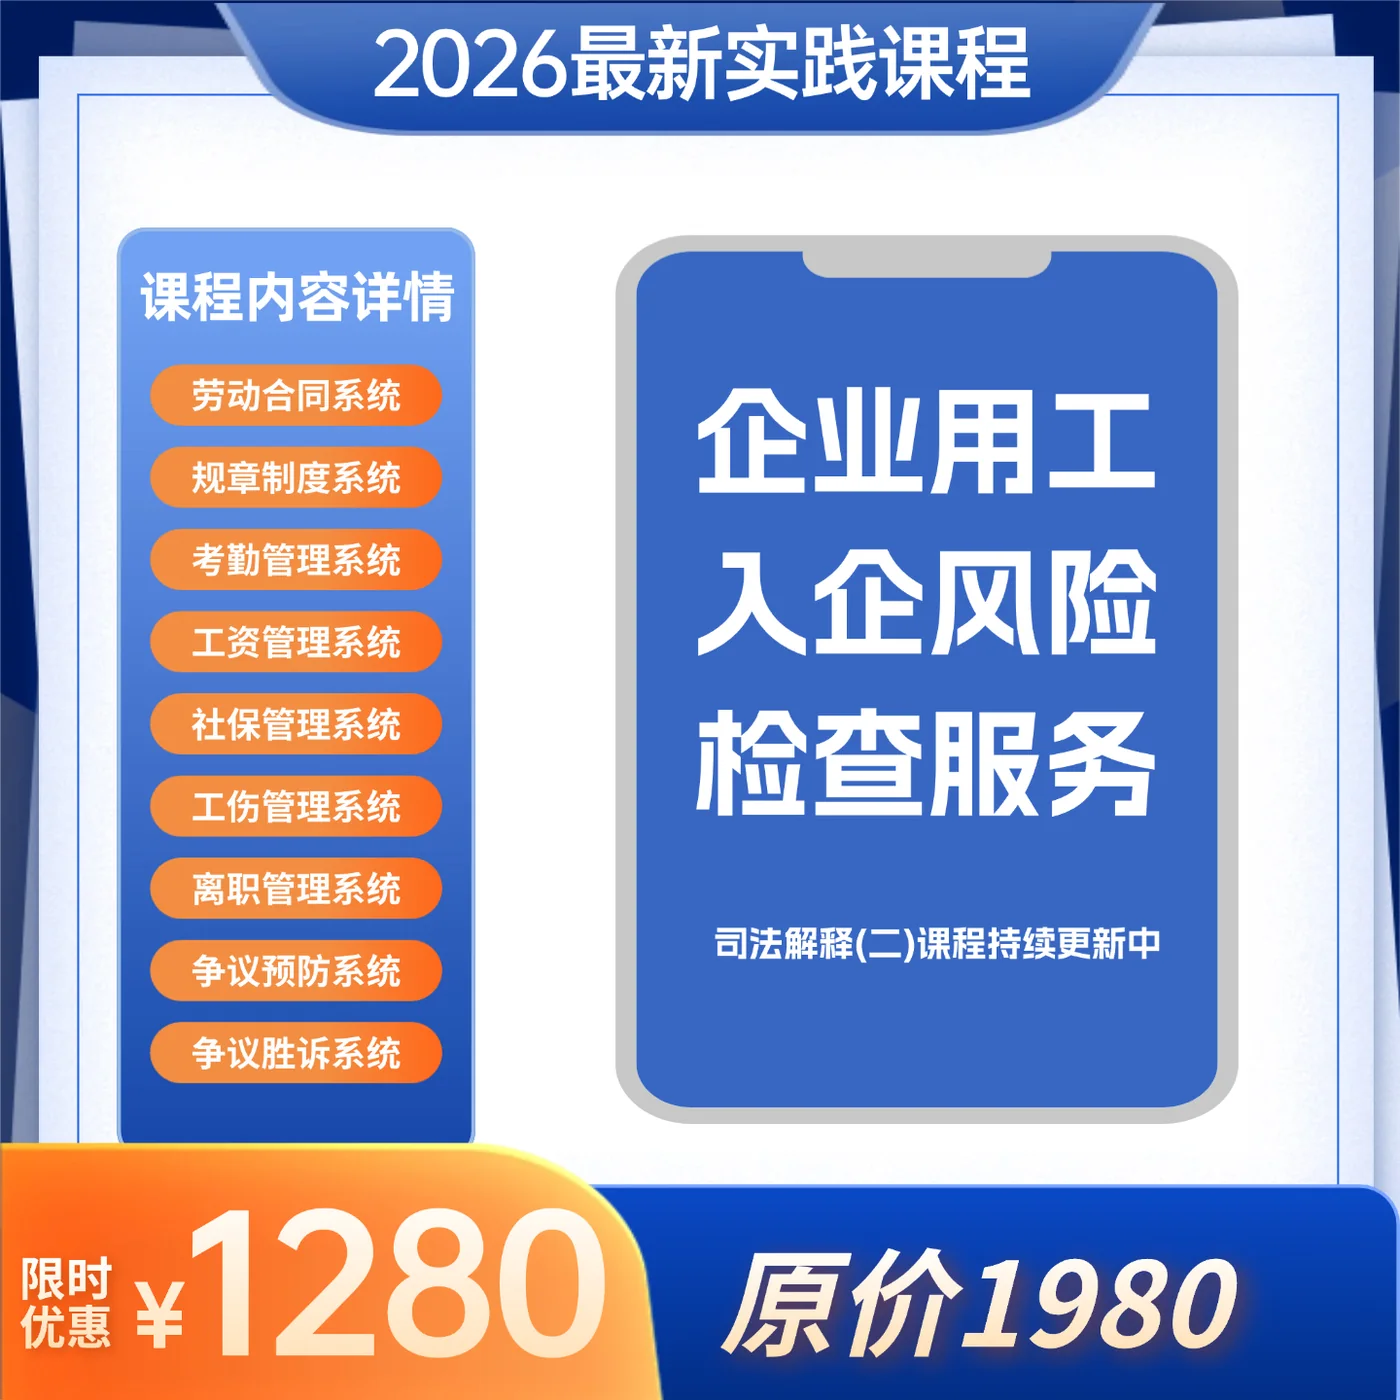 2026最新实践课程
课程内容详情
劳动合同系统
规章制度系统
考勤管理系统
工资管理系统
社保管理系统
工伤管理系统
离职管理系统
争议预防系统
争议胜诉系统
企业用工
入企风险
检查服务
司法解释(二)课程持续更新中
限时
优惠
¥1280
原价1980